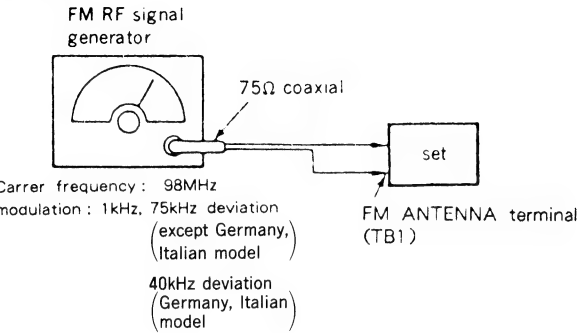 FM RF signal
generator
75Ω coaxial
set
Carrer frequency : 98MHz
modulation : 1kHz, 75kHz deviation
(except Germany,
Italian model)
FM ANTENNA terminal
(TB1)
40kHz deviation
(Germany, Italian
model)